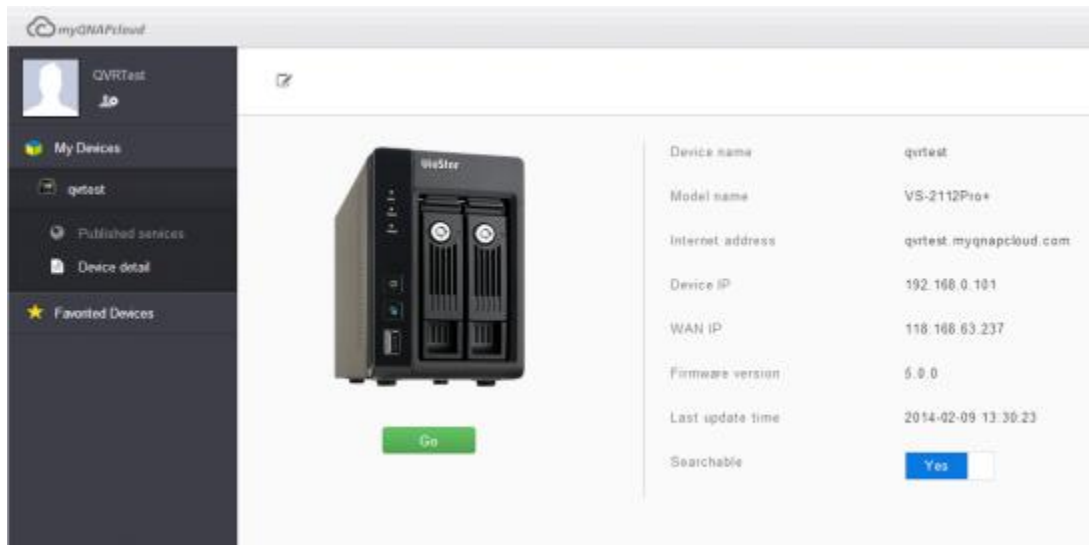 myQNAPcloud
QVRTest
My Devices
qvrtest
Published services
Device detail
Favorited Devices
VioStor
Go
Device name qvrtest
Model name VS-2112Pro+
Internet address qvrtest.myqnapcloud.com
Device IP 192.168.0.101
WAN IP 118.168.63.237
Firmware version 5.0.0
Last update time 2014-02-09 13:30:23
Searchable Yes